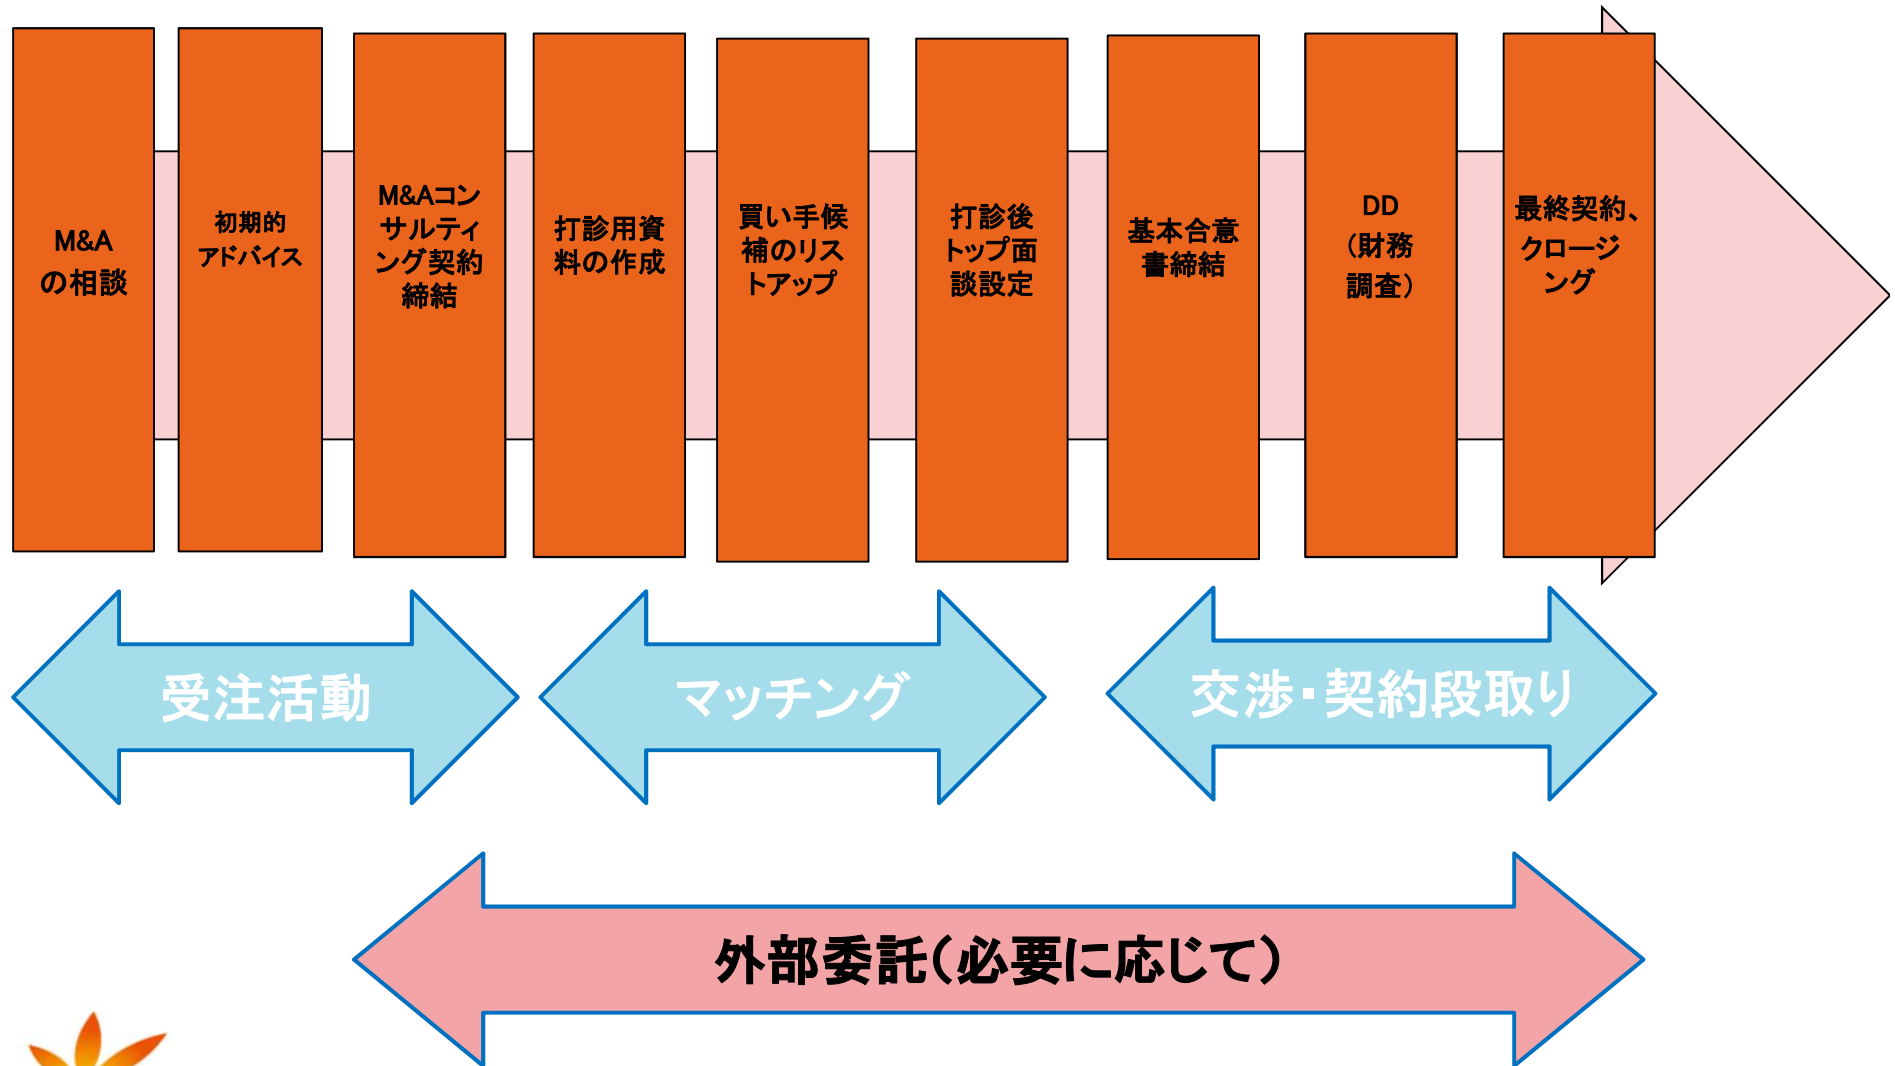 M&A
の相談
初期的
アドバイス
M&Aコン
サルティ
ング契約
締結
打診用資
料の作成
買い手候
補のリス
トアップ
打診後
トップ面
談設定
基本合意
書締結
DD
（財務
調査）
最終契約、
クロージ
ング
受注活動
マッチング
交渉・契約段取り
外部委託（必要に応じて）